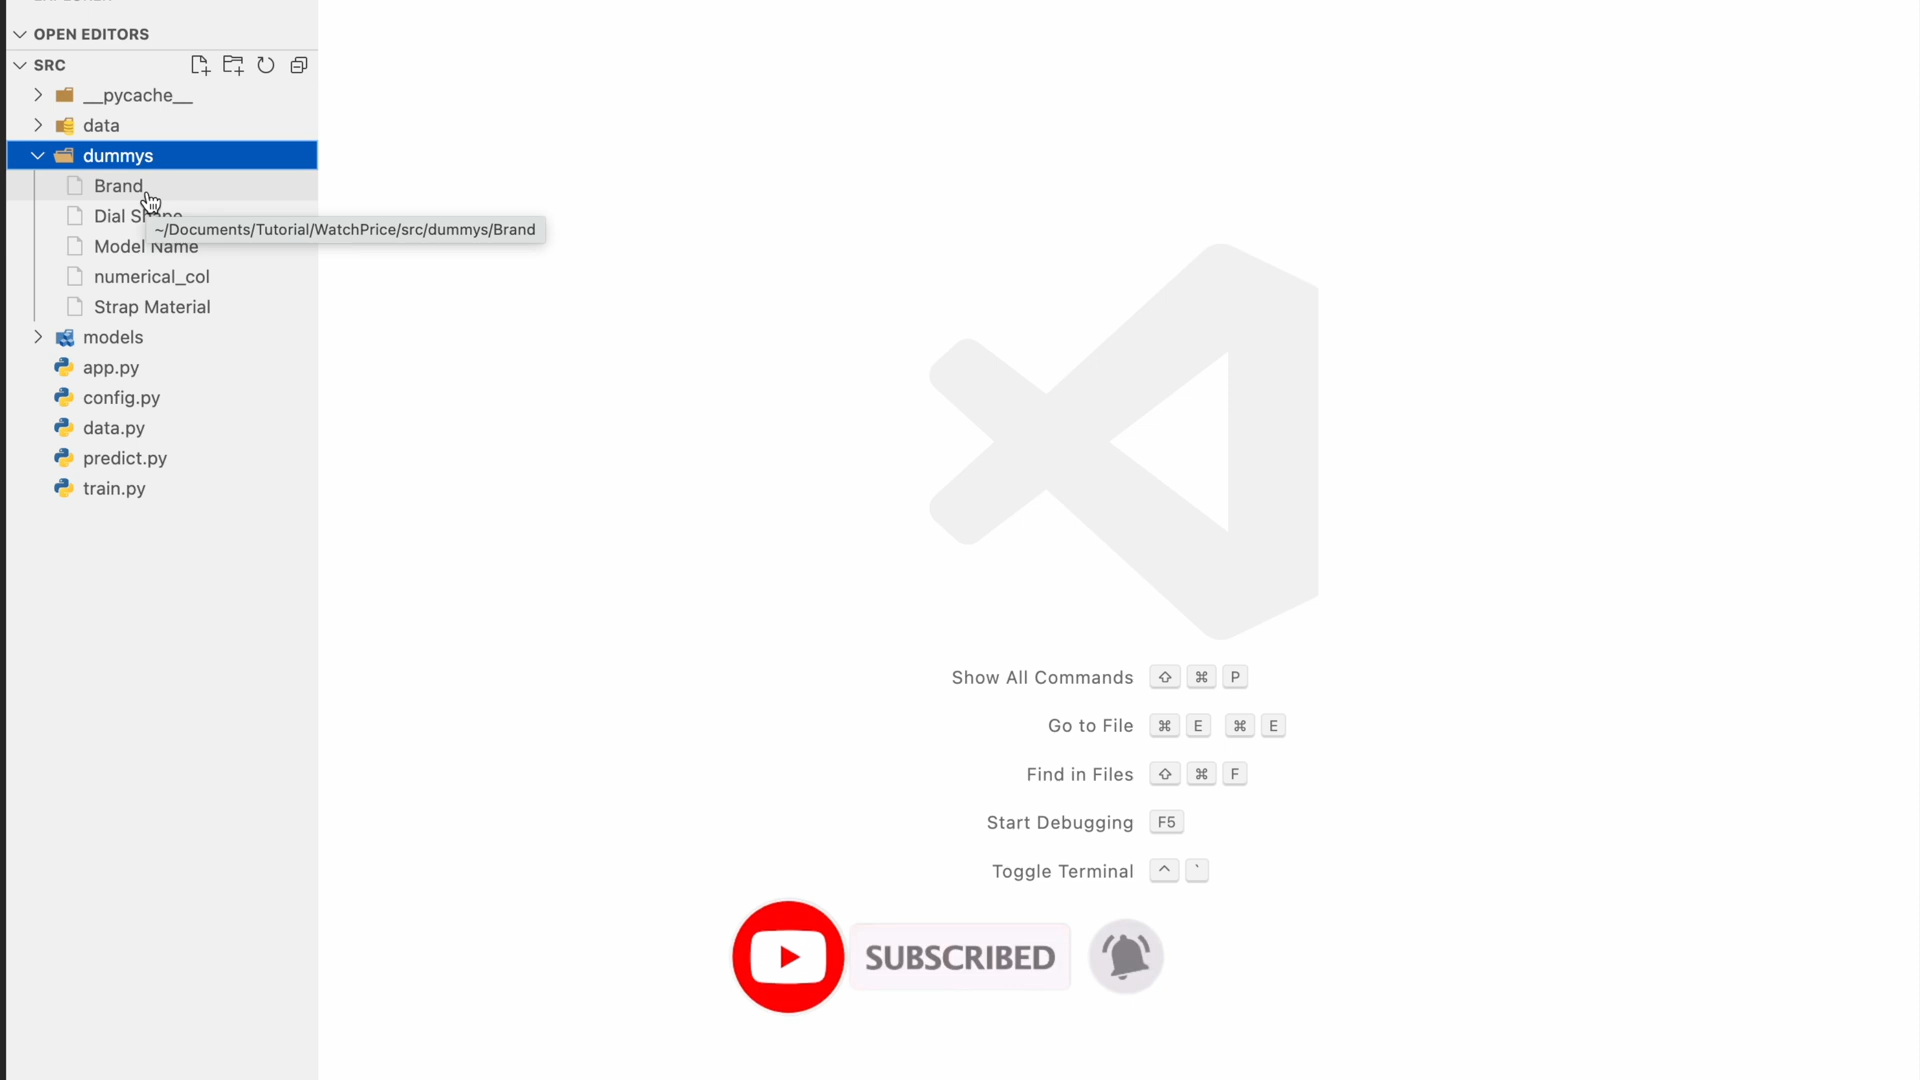 OPEN EDITORS
SRC
__pycache__
data
dummys
Brand
Dial Shape
~/Documents/Tutorial/WatchPrice/src/dummys/Brand
Model Name
numerical_col
Strap Material
models
app.py
config.py
data.py
predict.py
train.py
Show All Commands ⇧ ⌘ P
Go to File ⌘ E ⌘ E
Find in Files ⇧ ⌘ F
Start Debugging F5
Toggle Terminal ^ `
SUBSCRIBED